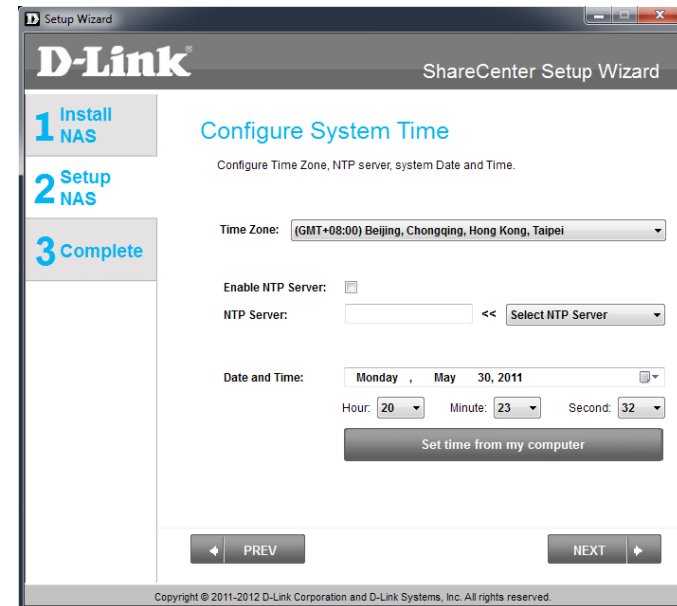 Setup Wizard
D-Link®
ShareCenter Setup Wizard
1 Install NAS
2 Setup NAS
3 Complete
Configure System Time
Configure Time Zone, NTP server, system Date and Time.
Time Zone: (GMT+08:00) Beijing, Chongqing, Hong Kong, Taipei
Enable NTP Server:
NTP Server: << Select NTP Server
Date and Time: Monday , May 30, 2011
Hour: 20 Minute: 23 Second: 32
Set time from my computer
PREV NEXT
Copyright © 2011-2012 D-Link Corporation and D-Link Systems, Inc. All rights reserved.